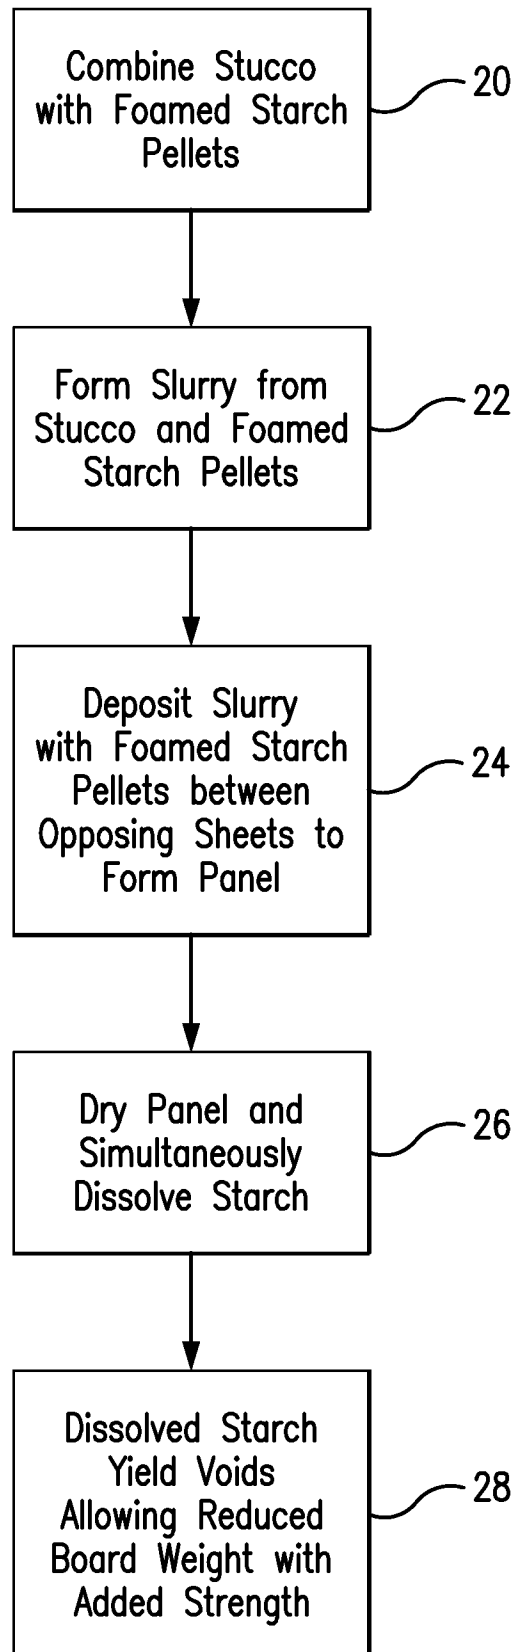 Combine Stucco
with Foamed Starch
Pellets
20
Form Slurry from
Stucco and Foamed
Starch Pellets
22
Deposit Slurry
with Foamed Starch
Pellets between
Opposing Sheets to
Form Panel
24
Dry Panel and
Simultaneously
Dissolve Starch
26
Dissolved Starch
Yield Voids
Allowing Reduced
Board Weight with
Added Strength
28